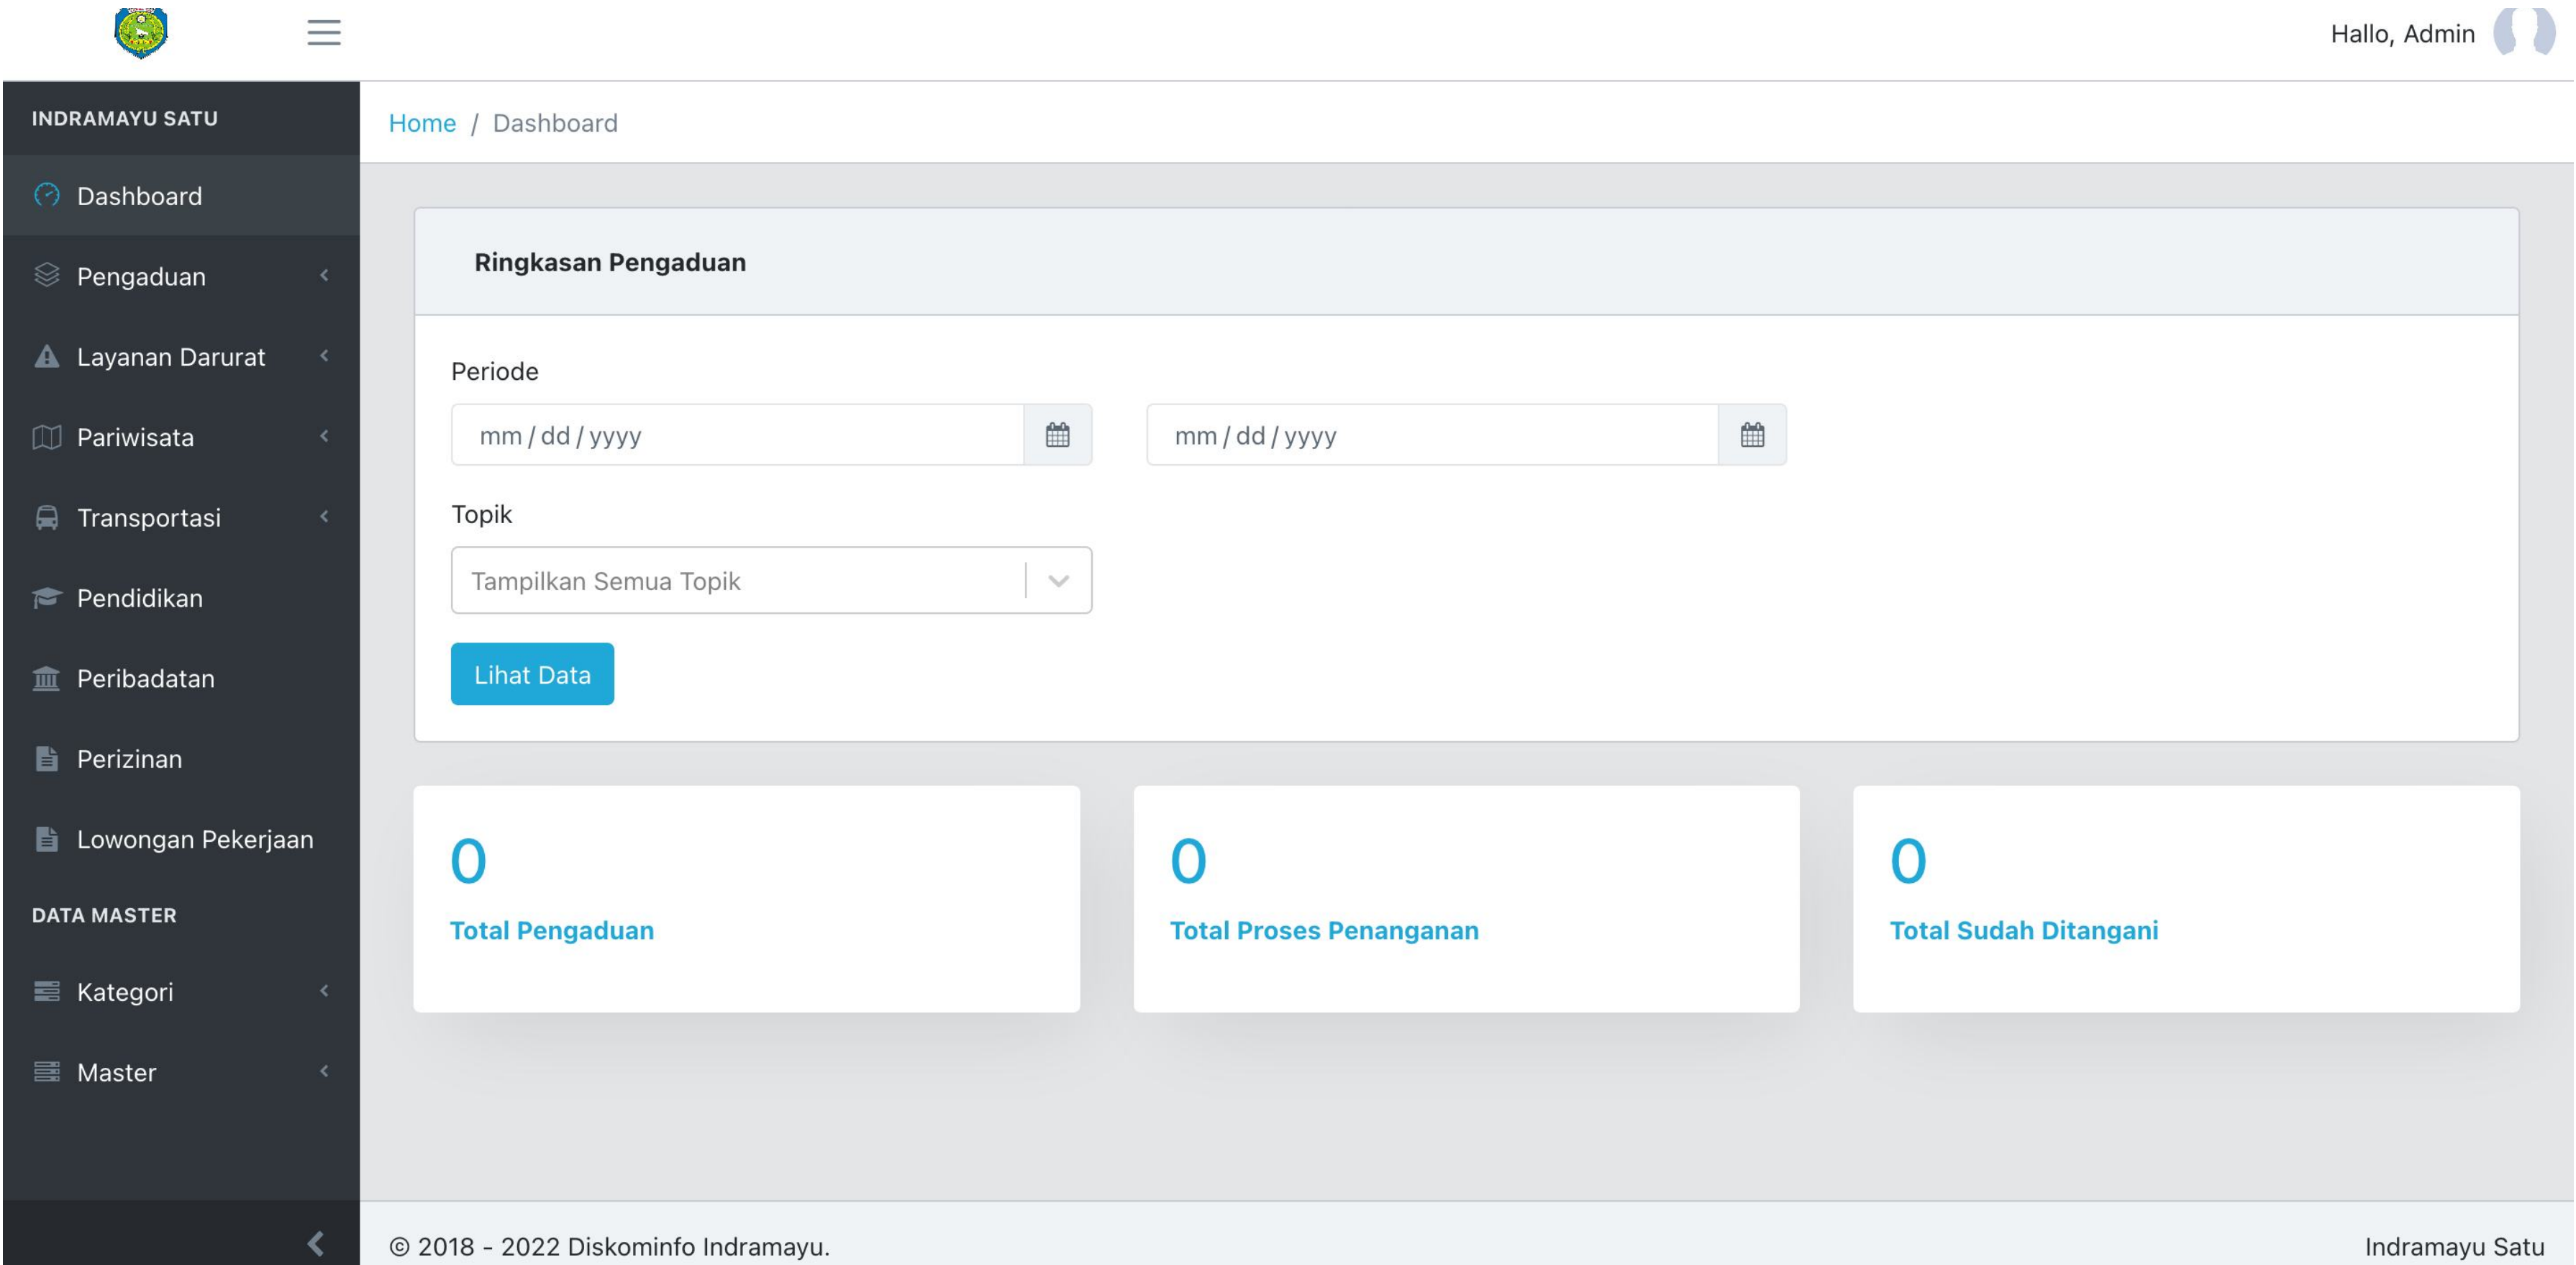 Hallo, Admin
INDRAMAYU SATU
Dashboard
Pengaduan
Layanan Darurat
Pariwisata
Transportasi
Pendidikan
Peribadatan
Perizinan
Lowongan Pekerjaan
DATA MASTER
Kategori
Master
Home / Dashboard
Ringkasan Pengaduan
Periode
mm/dd/yyyy mm/dd/yyyy
Topik
Tampilkan Semua Topik
Lihat Data
0
Total Pengaduan
0
Total Proses Penanganan
0
Total Sudah Ditangani
© 2018 - 2022 Diskominfo Indramayu.
Indramayu Satu